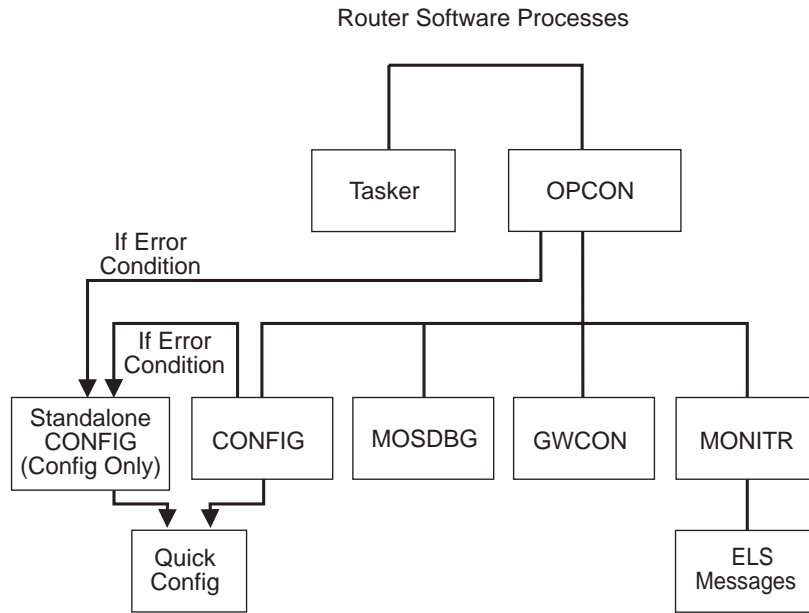 Router Software Processes
Tasker
OPCON
If Error
Condition
If Error
Condition
Standalone
CONFIG
(Config Only)
CONFIG
MOSDBG
GWCON
MONITR
Quick
Config
ELS
Messages